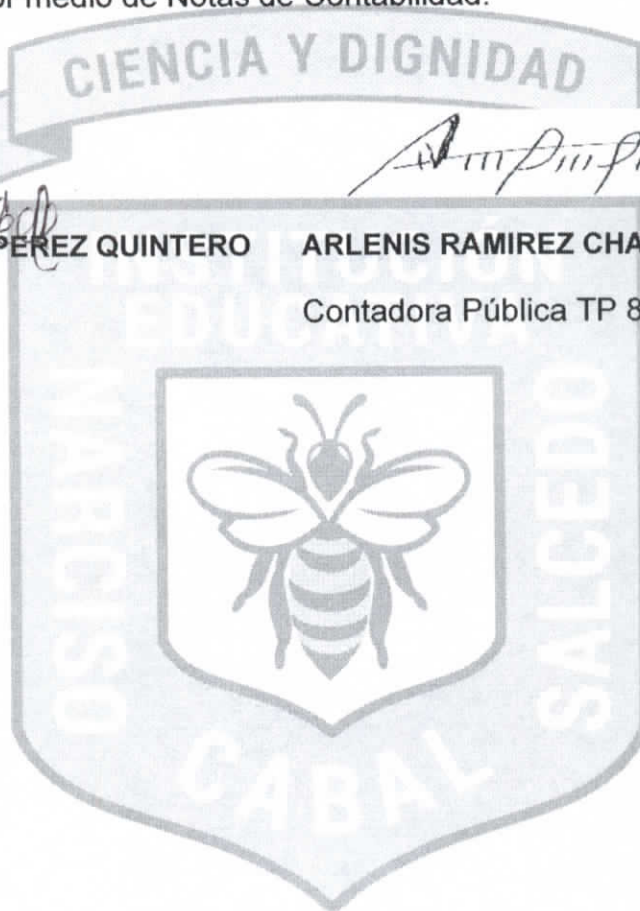 por medio de Notas de Contabilidad.
CIENCIA Y DIGNIDAD
PEREZ QUINTERO ARLENIS RAMIREZ CHA
Contadora Pública TP 8
INSTITUCIÓN
EDUCATIVA
NARCISO
CABAL
SALCEDO